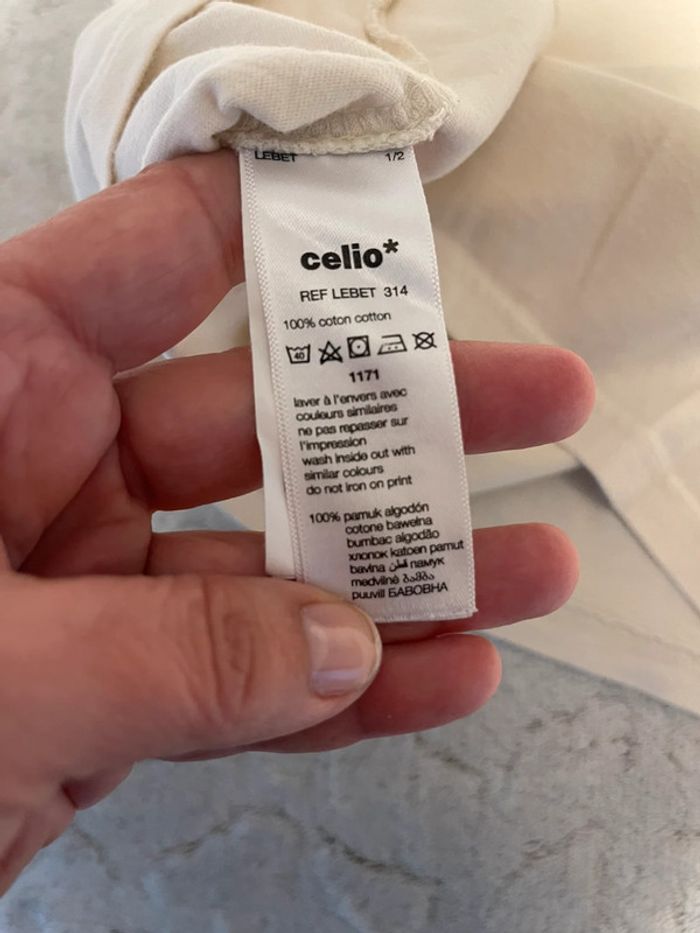 LEBET 1/2
celio*
REF LEBET 314
100% coton cotton
40
1171
laver à l'envers avec
couleurs similaires
ne pas repasser sur
l'impression
wash inside out with
similar colours
do not iron on print
100% pamuk algodón
cotone bawełna
bumbac algodão
хлопок katoen pamut
bavlna قطن памук
medvilnė ბამბა
puuvill БАВОВНА